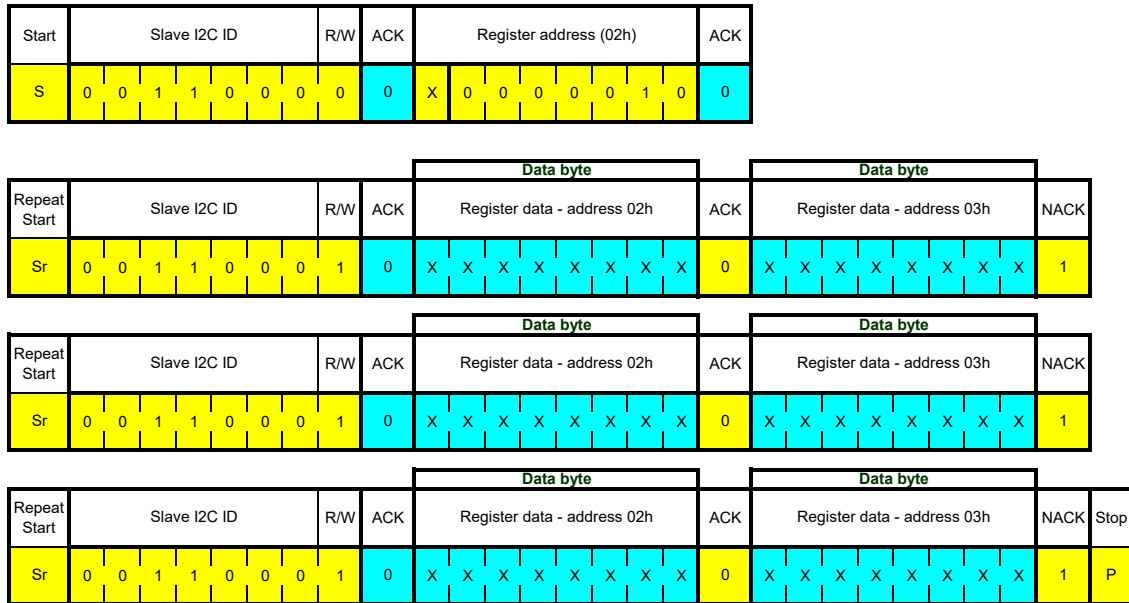 Start Slave I2C ID R/W ACK Register address (02h) ACK
S 0 0 1 1 0 0 0 0 0 X 0 0 0 0 0 1 0 0
Data byte Data byte
Repeat Start Slave I2C ID R/W ACK Register data - address 02h ACK Register data - address 03h NACK
Sr 0 0 1 1 0 0 0 1 0 X X X X X X X X 0 X X X X X X X X 1
Data byte Data byte
Repeat Start Slave I2C ID R/W ACK Register data - address 02h ACK Register data - address 03h NACK
Sr 0 0 1 1 0 0 0 1 0 X X X X X X X X 0 X X X X X X X X 1
Data byte Data byte
Repeat Start Slave I2C ID R/W ACK Register data - address 02h ACK Register data - address 03h NACK Stop
Sr 0 0 1 1 0 0 0 1 0 X X X X X X X X 0 X X X X X X X X 1 P